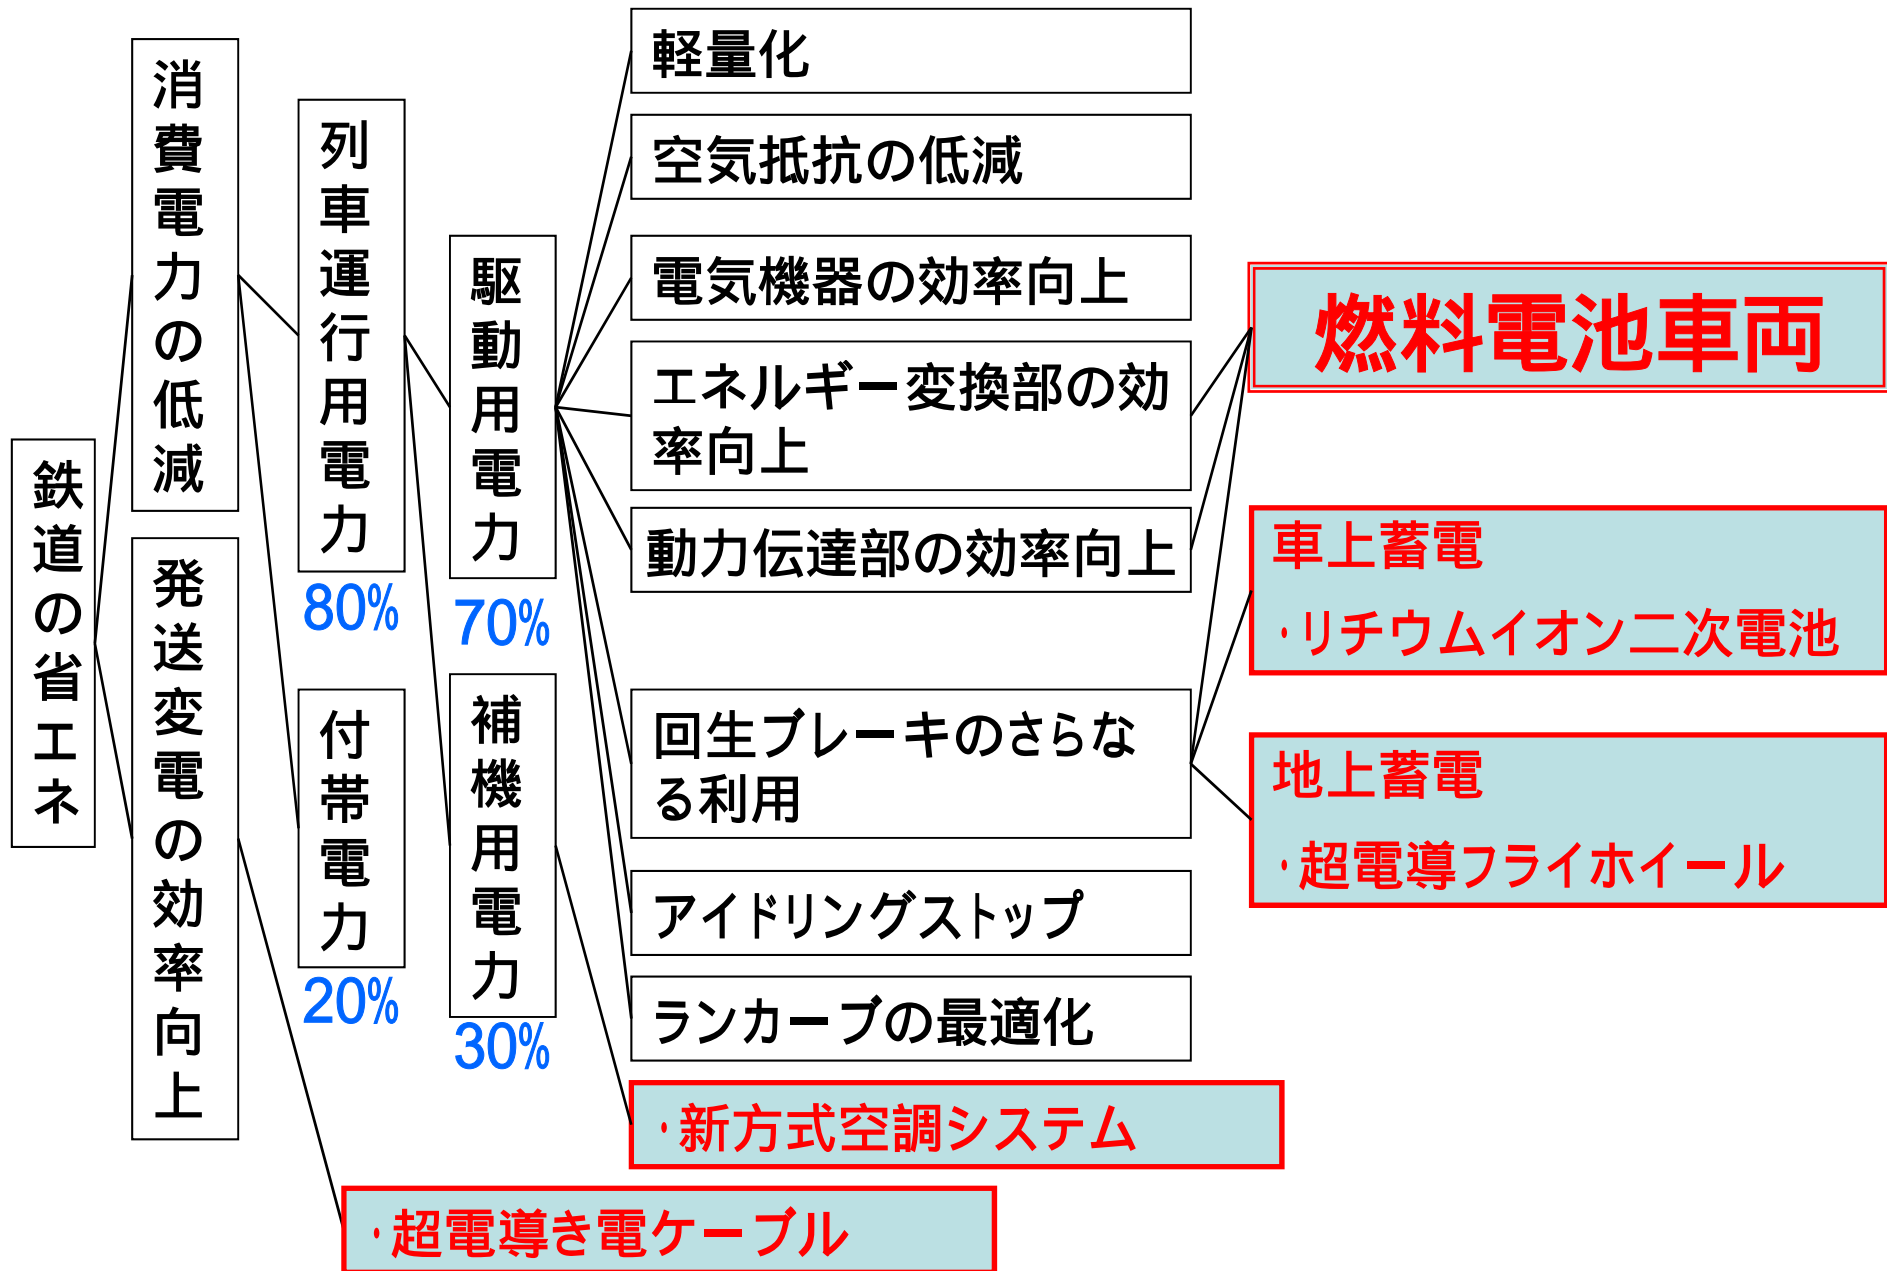 鉄道の省エネ
消費電力の低減
発送変電の効率向上
列車運行用電力
80%
付帯電力
20%
駆動用電力
70%
補機用電力
30%
軽量化
空気抵抗の低減
電気機器の効率向上
エネルギー変換部の効
率向上
動力伝達部の効率向上
回生ブレーキのさらな
る利用
アイドリングストップ
ランカーブの最適化
・新方式空調システム
・超電導き電ケーブル
燃料電池車両
車上蓄電
・リチウムイオン二次電池
地上蓄電
・超電導フライホイール